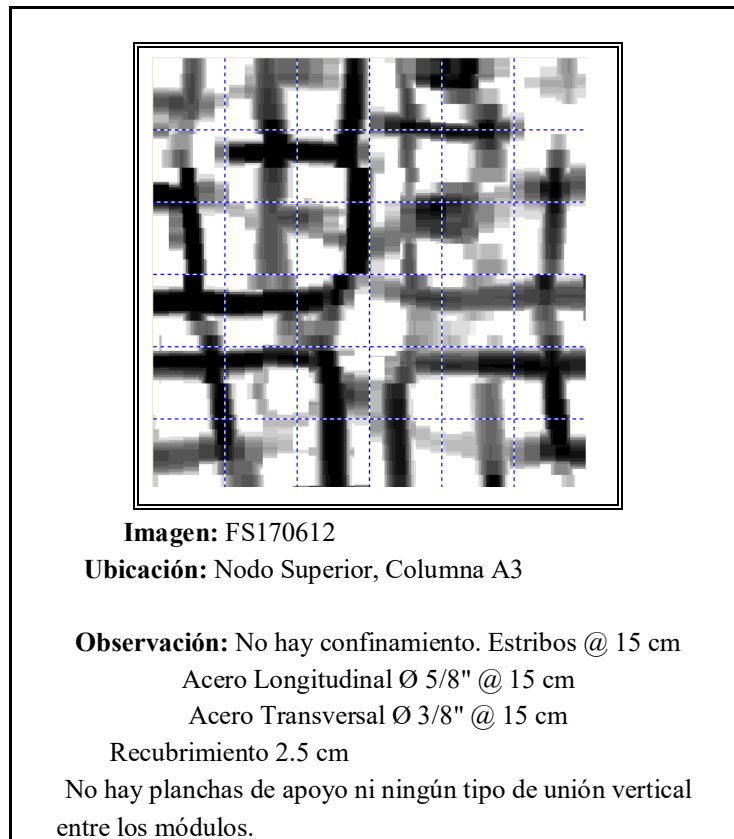 Imagen: FS170612
Ubicación: Nodo Superior, Columna A3
Observación: No hay confinamiento. Estribos @ 15 cm
Acero Longitudinal Ø 5/8" @ 15 cm
Acero Transversal Ø 3/8" @ 15 cm
Recubrimiento 2.5 cm
No hay planchas de apoyo ni ningún tipo de unión vertical
entre los módulos.